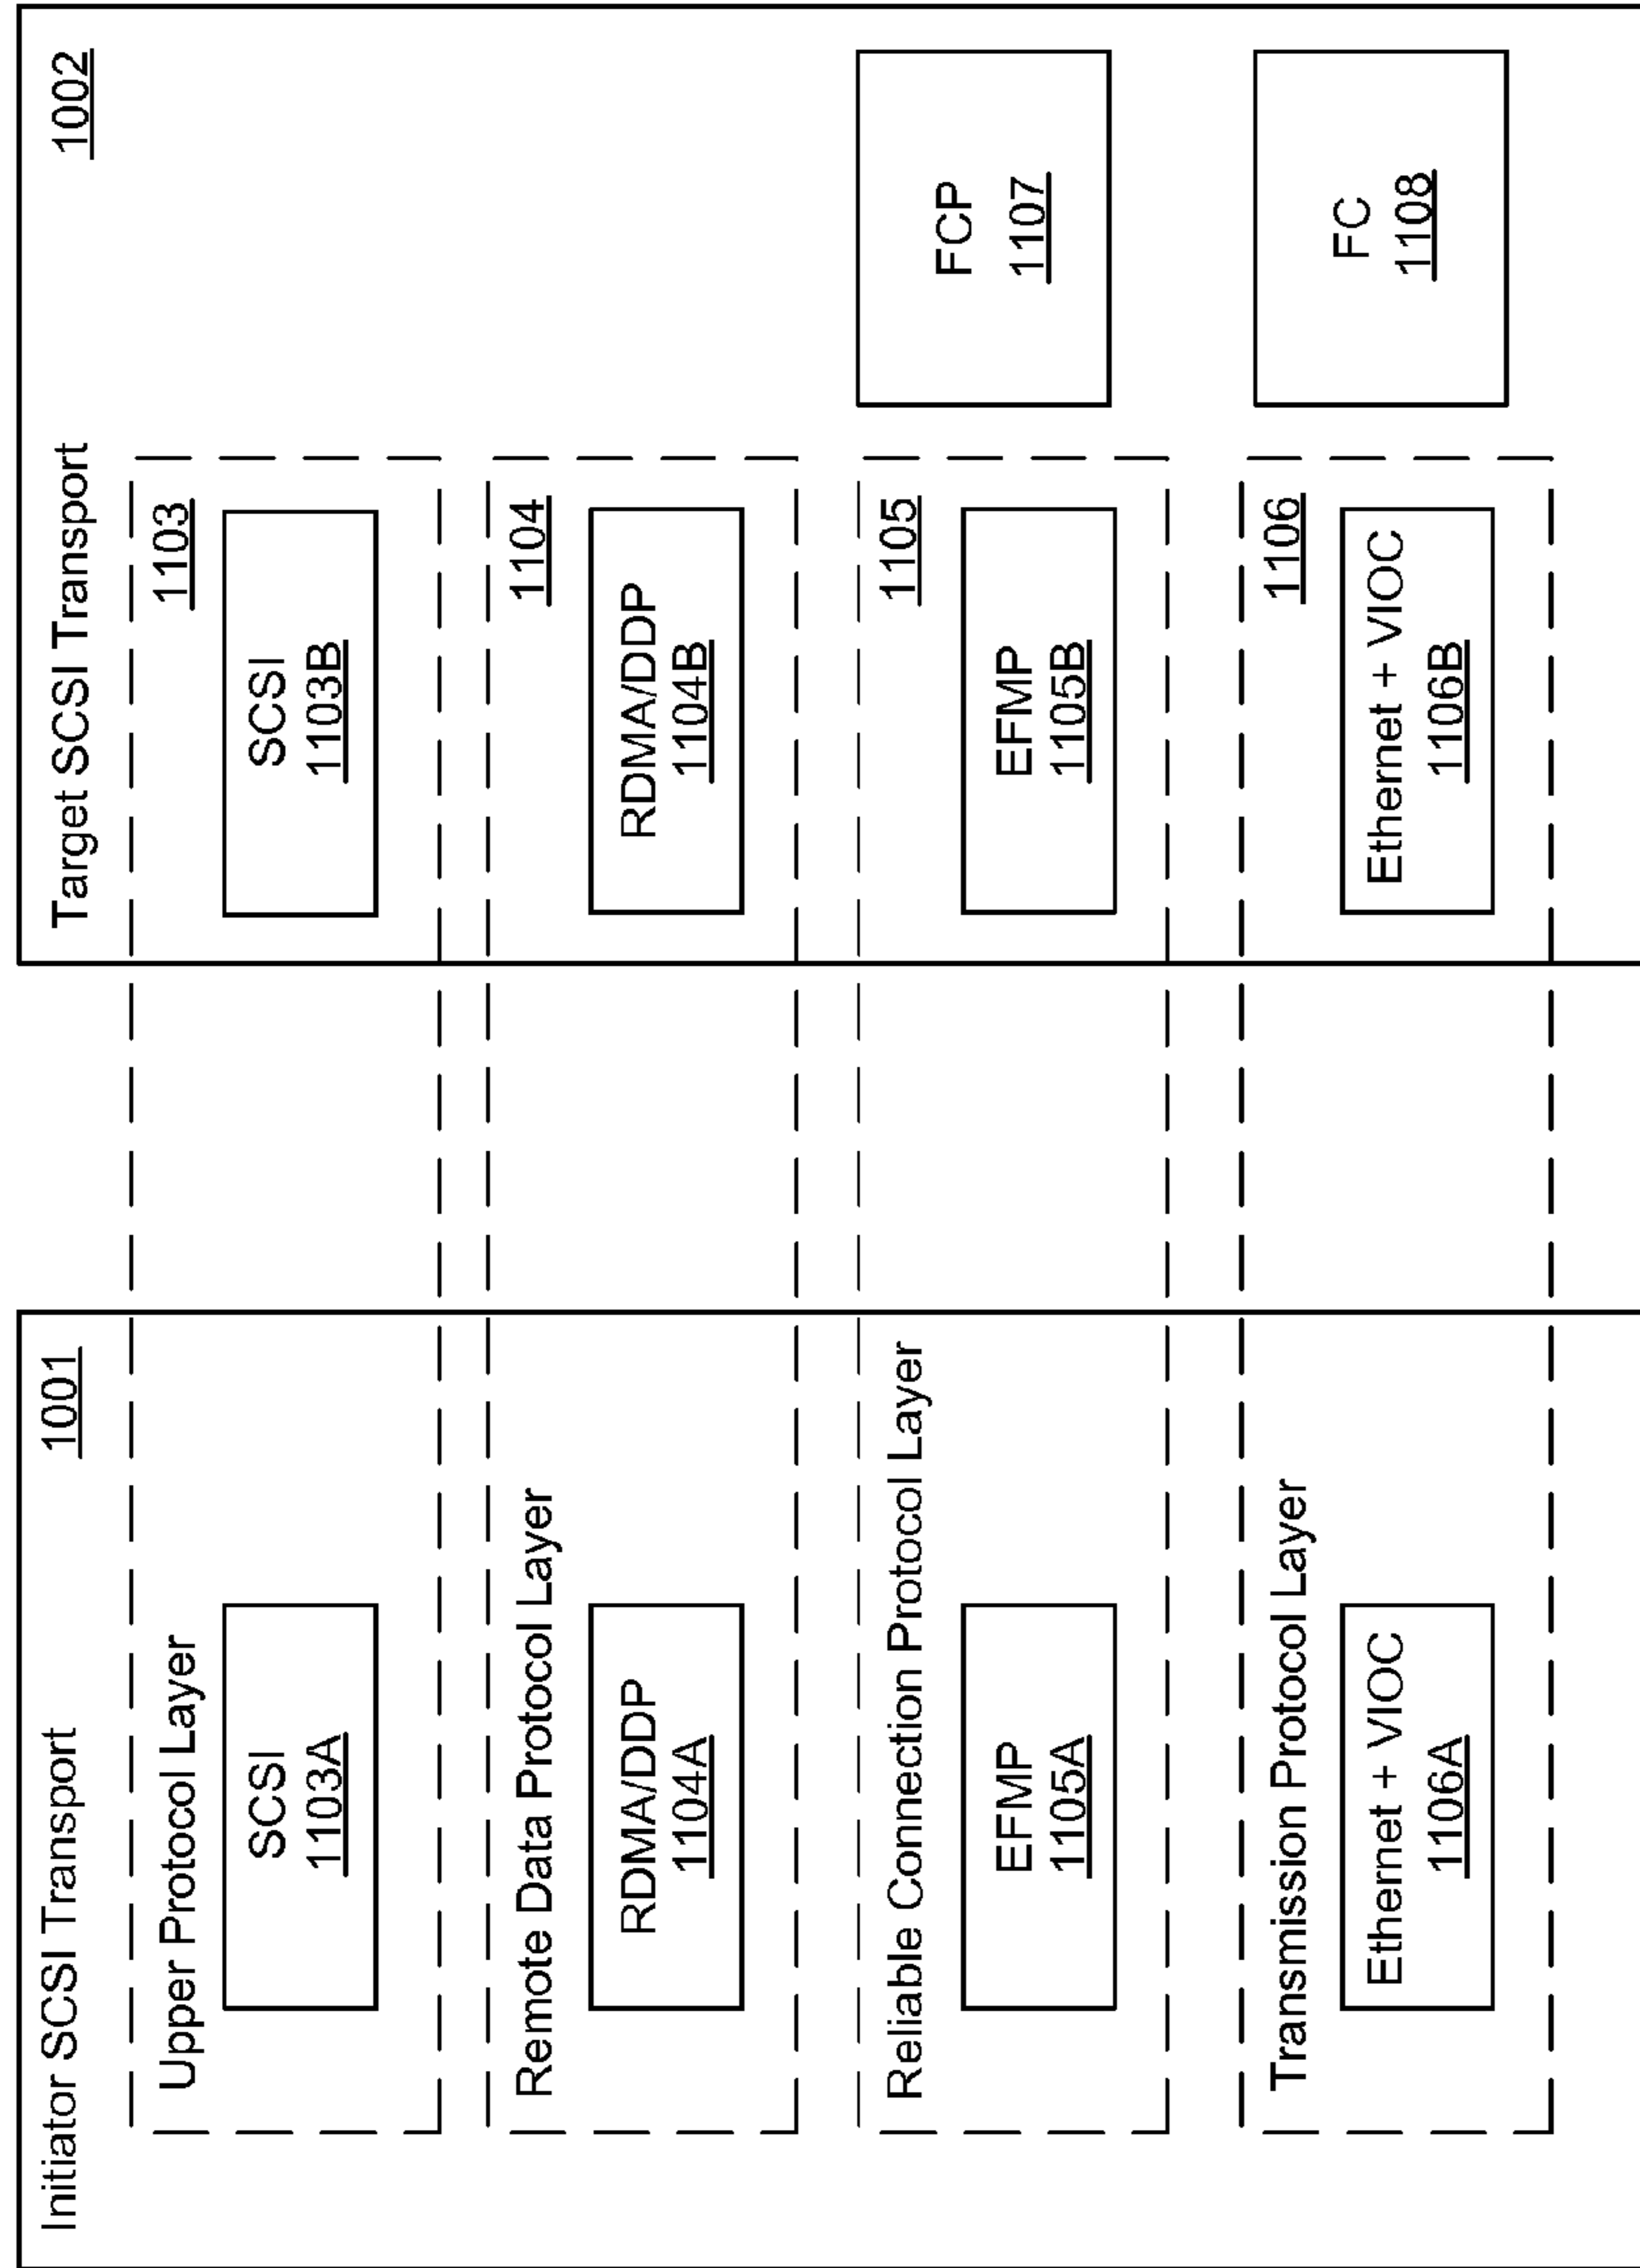 Initiator SCSI Transport
1001
Upper Protocol Layer
SCSI
1103A
Remote Data Protocol Layer
RDMA/DDP
1104A
Reliable Connection Protocol Layer
EFMP
1105A
Transmission Protocol Layer
Ethernet + VIOC
1106A
Target SCSI Transport
1002
1103
SCSI
1103B
1104
RDMA/DDP
1104B
1105
EFMP
1105B
1106
Ethernet + VIOC
1106B
FCP
1107
FC
1108